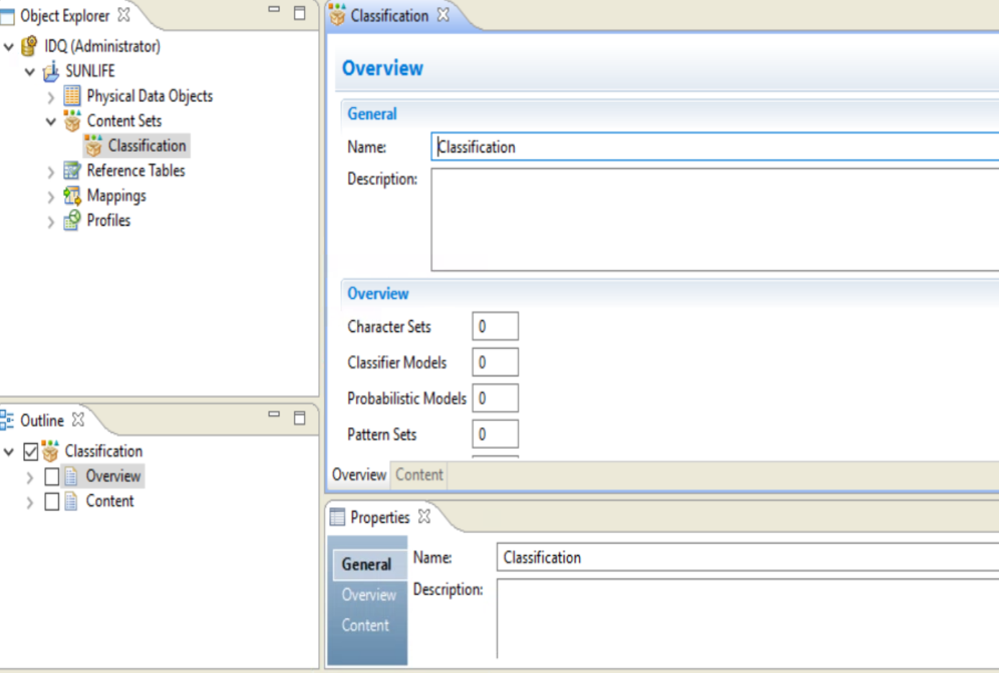 Object Explorer
IDQ (Administrator)
SUNLIFE
Physical Data Objects
Content Sets
Classification
Reference Tables
Mappings
Profiles
Outline
Classification
Overview
Content
Classification
Overview
General
Name: Classification
Description:
Overview
Character Sets 0
Classifier Models 0
Probabilistic Models 0
Pattern Sets 0
Overview Content
Properties
General
Overview
Content
Name: Classification
Description: